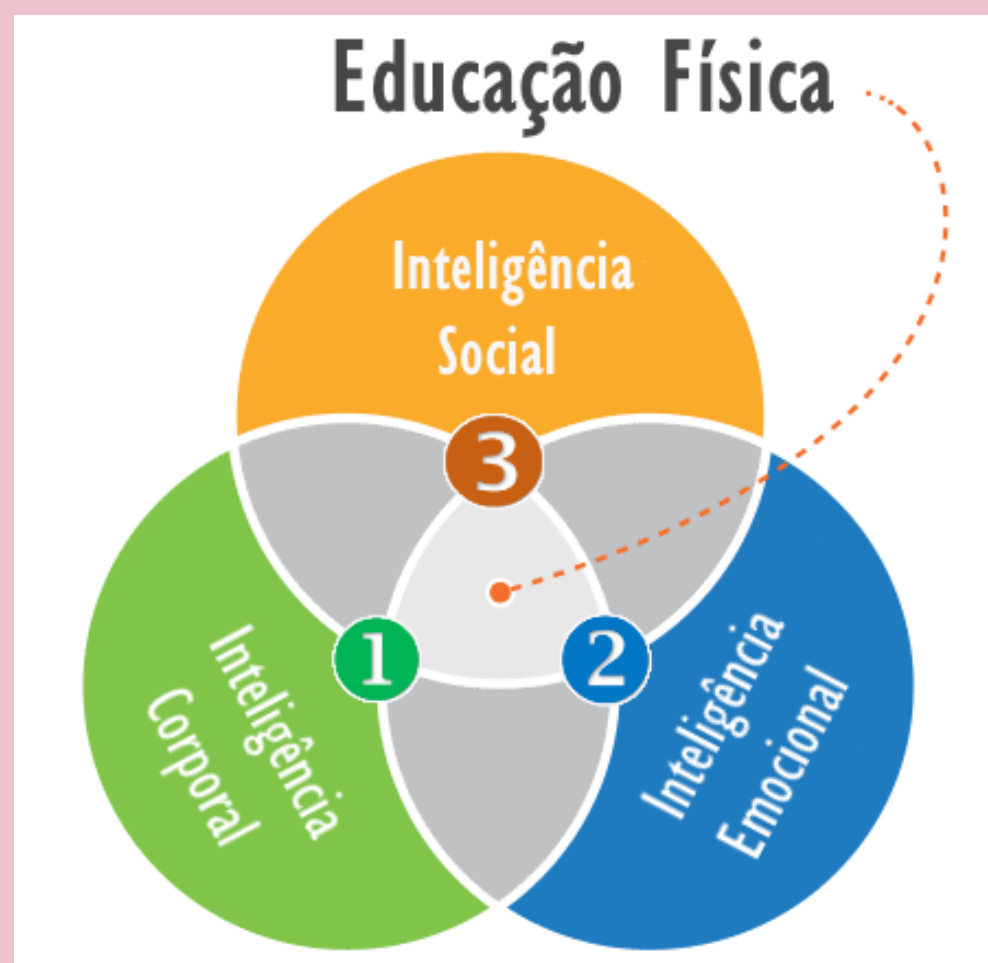 Educação Física
Inteligência
Social
3
1
2
Inteligência
Corporal
Inteligência
Emocional